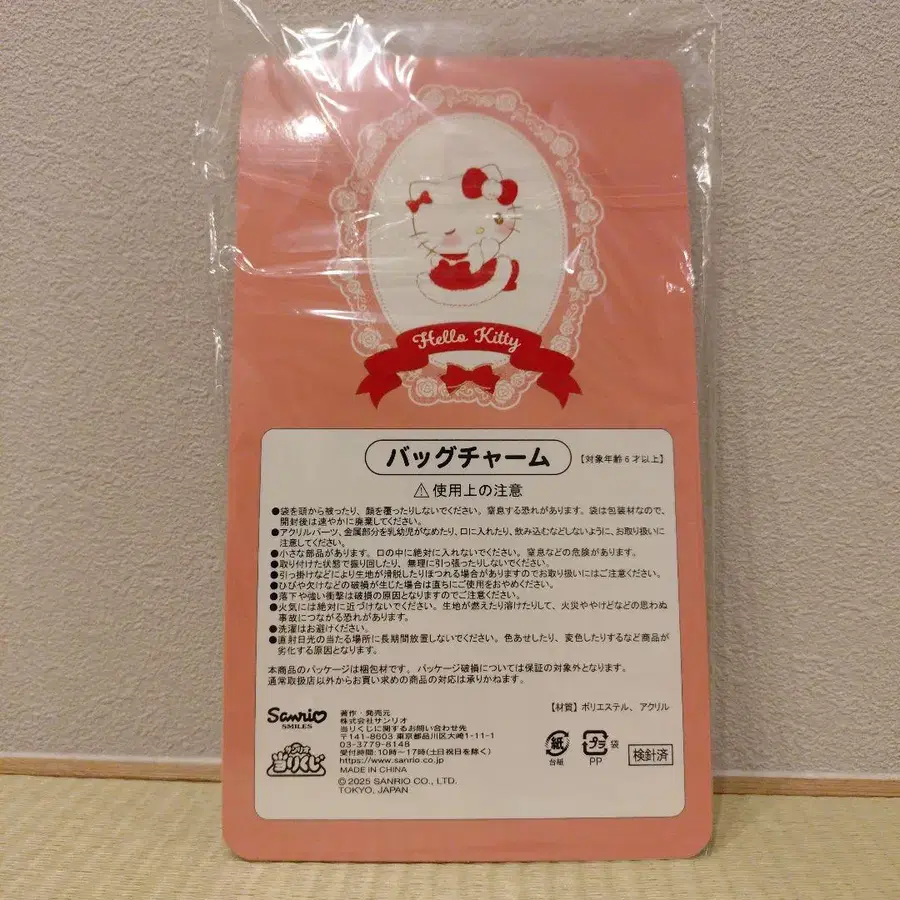 Hello Kitty
バッグチャーム
【対象年齢6才以上】
⚠使用上の注意
●袋を頭から被ったり、顔を覆ったりしないでください。窒息する恐れがあります。袋は包装材なので、
開封後は速やかに廃棄してください。
●アクリルパーツ、金属部分を乳幼児がなめたり、口に入れたり、飲み込むなどしないように、お取り扱いに
注意してください。
●小さな部品があります。口の中に絶対に入れないでください。窒息などの危険があります。
●取り付けた状態で振り回したり、無理に引っ張ったりしないでください。
●引っ掛けなどにより生地が滑脱したりほつれる場合がありますのでお取り扱いにはご注意ください。
●ひびや欠けなどの破損が生じた場合は直ちにご使用をおやめください。
●落下や強い衝撃は破損の原因となりますのでご注意ください。
●火気には絶対に近づけないでください。生地が燃えたり溶けたりして、火災ややけどなどの思わぬ
事故につながる恐れがあります。
●洗濯はお避けください。
●直射日光の当たる場所に長期間放置しないでください。色あせしたり、変色したりするなど商品が
劣化する原因となります。
本商品のパッケージは梱包材です。パッケージ破損については保証の対象外となります。
通常取扱店以外からお買い求めの商品の対応は承りかねます。
Sanrio
SMILES
サンリオ
当りくじ
著作・発売元
株式会社サンリオ
当りくじに関するお問い合わせ先
〒141-8603 東京都品川区大崎1-11-1
03-3779-8148
受付時間:10時〜17時(土日祝日を除く)
https://www.sanrio.co.jp
MADE IN CHINA
©2025 SANRIO CO., LTD.
TOKYO, JAPAN
【材質】ポリエステル、アクリル
紙
台紙
プラ
袋
PP
検針済